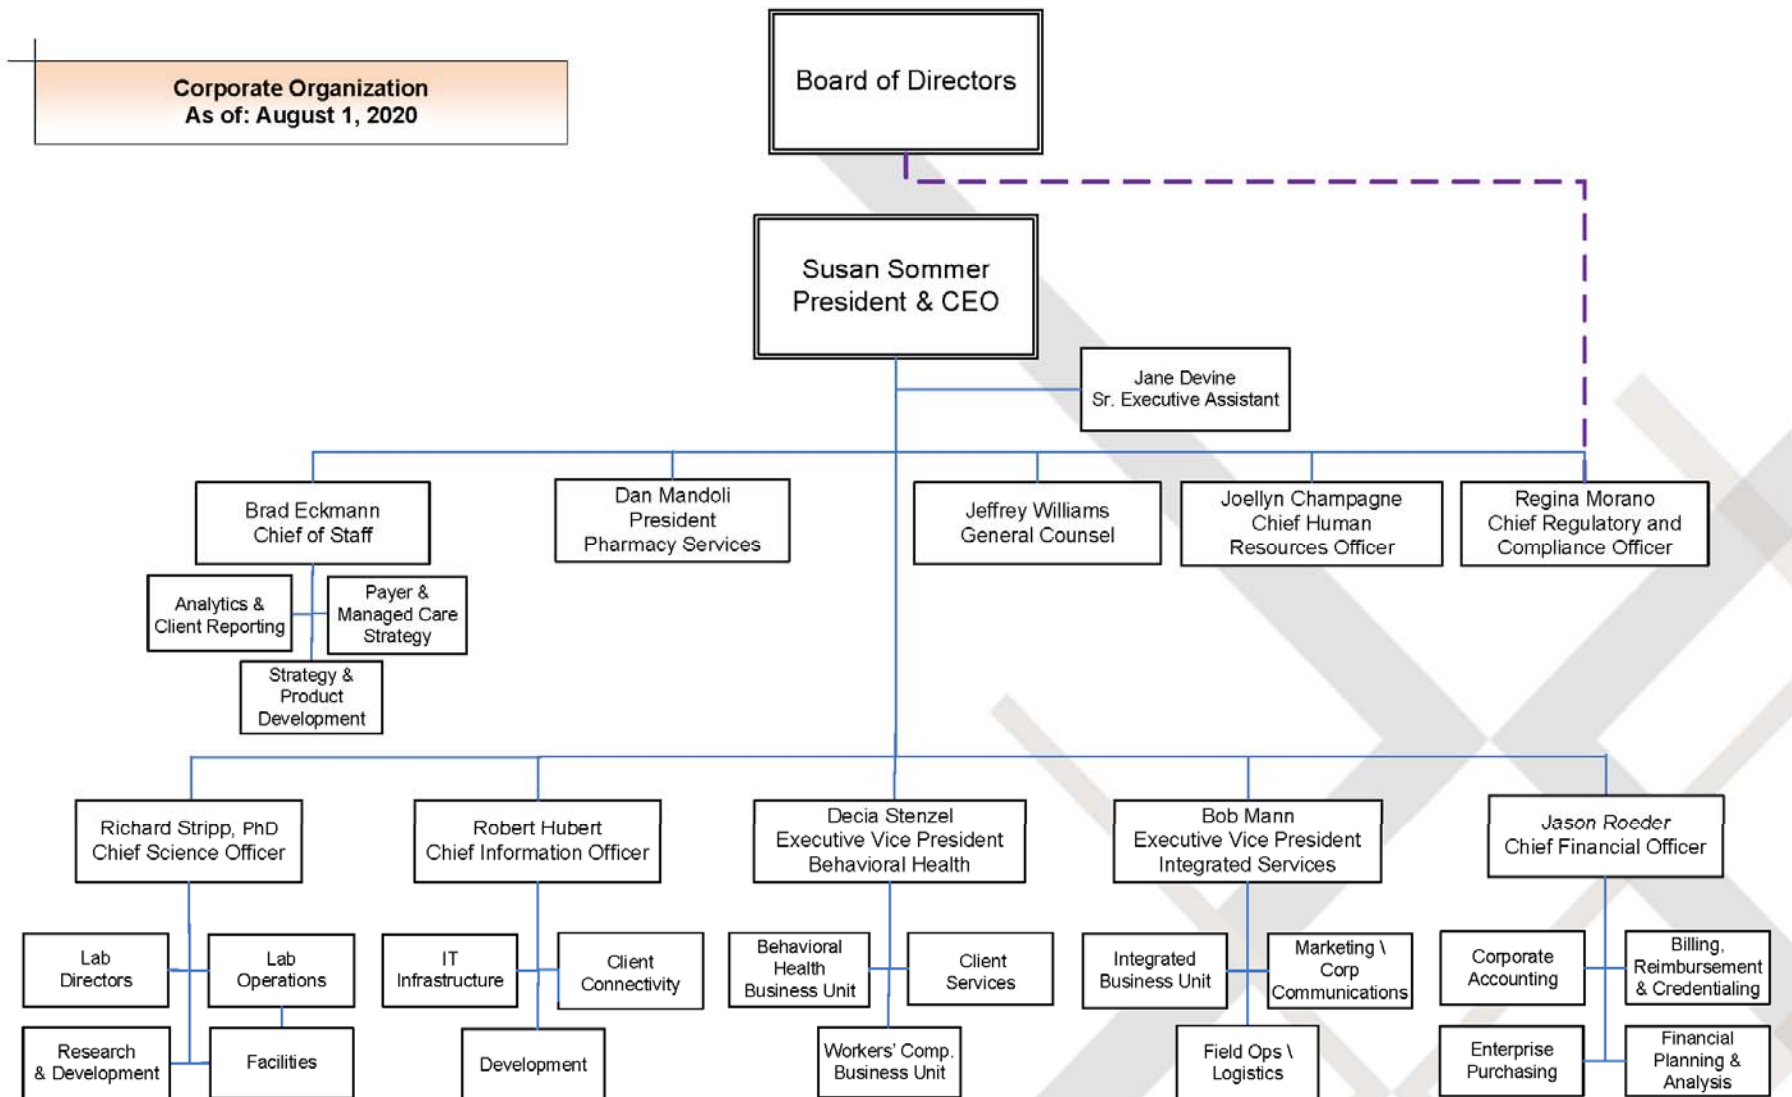 Corporate Organization
As of: August 1, 2020
Board of Directors
Susan Sommer
President & CEO
Jane Devine
Sr. Executive Assistant
Brad Eckmann
Chief of Staff
Dan Mandoli
President
Pharmacy Services
Jeffrey Williams
General Counsel
Joellyn Champagne
Chief Human
Resources Officer
Regina Morano
Chief Regulatory and
Compliance Officer
Analytics &
Client Reporting
Payer &
Managed Care
Strategy
Strategy &
Product
Development
Richard Stripp, PhD
Chief Science Officer
Robert Hubert
Chief Information Officer
Decia Stenzel
Executive Vice President
Behavioral Health
Bob Mann
Executive Vice President
Integrated Services
Jason Roeder
Chief Financial Officer
Lab
Directors
Lab
Operations
Research
& Development
Facilities
IT
Infrastructure
Client
Connectivity
Development
Behavioral
Health
Business Unit
Client
Services
Workers' Comp.
Business Unit
Integrated
Business Unit
Marketing \
Corp
Communications
Field Ops \
Logistics
Corporate
Accounting
Billing,
Reimbursement
& Credentialing
Enterprise
Purchasing
Financial
Planning &
Analysis